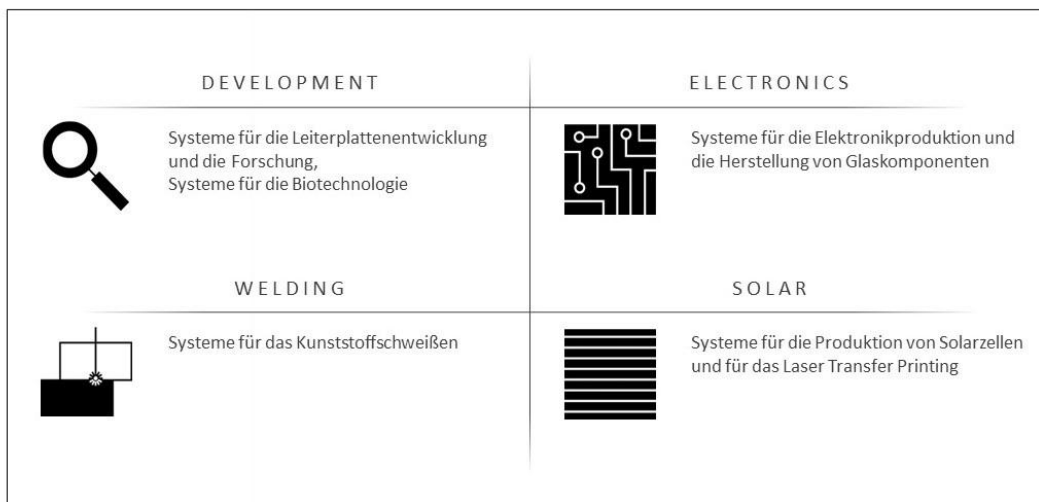 DEVELOPMENT
Systeme für die Leiterplattenentwicklung
und die Forschung,
Systeme für die Biotechnologie
ELECTRONICS
Systeme für die Elektronikproduktion und
die Herstellung von Glaskomponenten
WELDING
Systeme für das Kunststoffschweißen
SOLAR
Systeme für die Produktion von Solarzellen
und für das Laser Transfer Printing